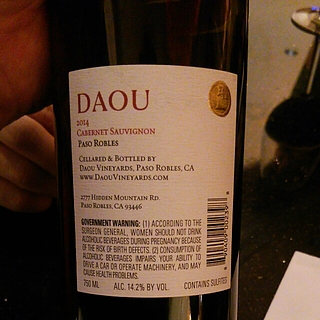 DAOU
2014
CABERNET SAUVIGNON
PASO ROBLES
CELLARED & BOTTLED BY
DAOU VINEYARDS, PASO ROBLES, CA
WWW.DAOUVINEYARDS.COM
2777 HIDDEN MOUNTAIN RD.
PASO ROBLES, CA 93446
GOVERNMENT WARNING: (1) ACCORDING TO THE
SURGEON GENERAL, WOMEN SHOULD NOT DRINK
ALCOHOLIC BEVERAGES DURING PREGNANCY BECAUSE
OF THE RISK OF BIRTH DEFECTS. (2) CONSUMPTION OF
ALCOHOLIC BEVERAGES IMPAIRS YOUR ABILITY TO
DRIVE A CAR OR OPERATE MACHINERY, AND MAY
CAUSE HEALTH PROBLEMS.
750 ML ALC. 14.2% BY VOL. CONTAINS SULFITES